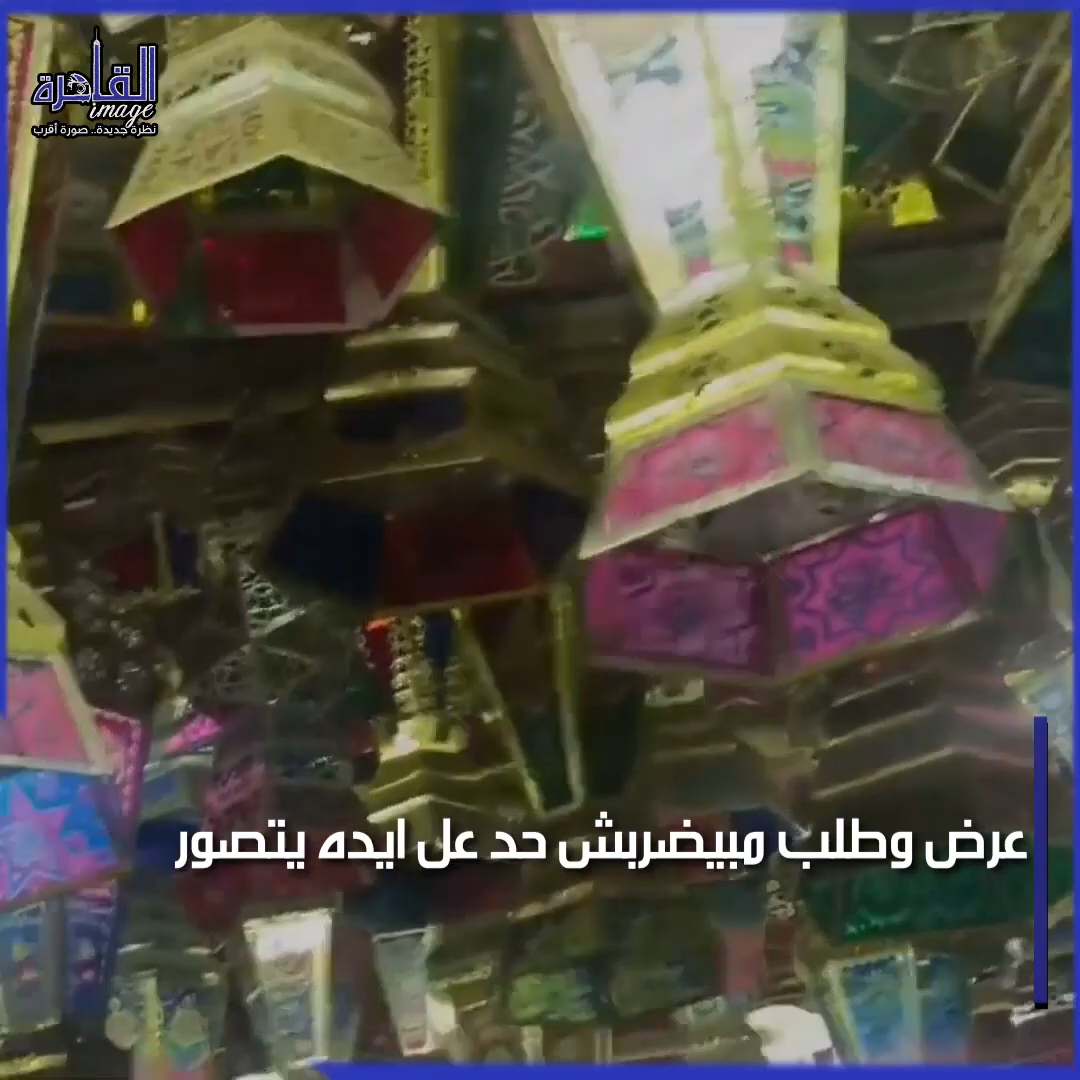 القاهرة
image
نظرة جديدة.. صورة أقرب
عرض وطلب مبيضربش حد عل ايده يتصور